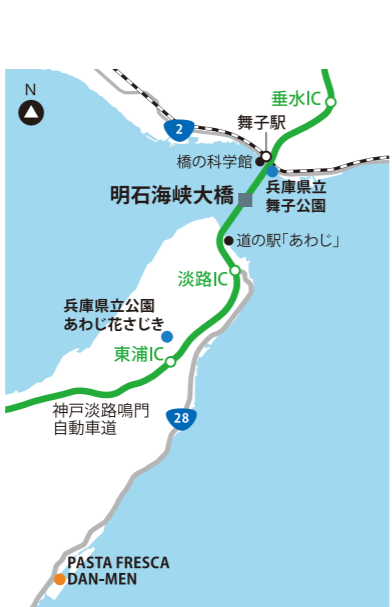 N
垂水IC
舞子駅
2
橋の科学館
兵庫県立
舞子公園
明石海峡大橋
道の駅「あわじ」
淡路IC
兵庫県立公園
あわじ花さじき
東浦IC
神戸淡路鳴門
自動車道
28
PASTA FRESCA
DAN-MEN